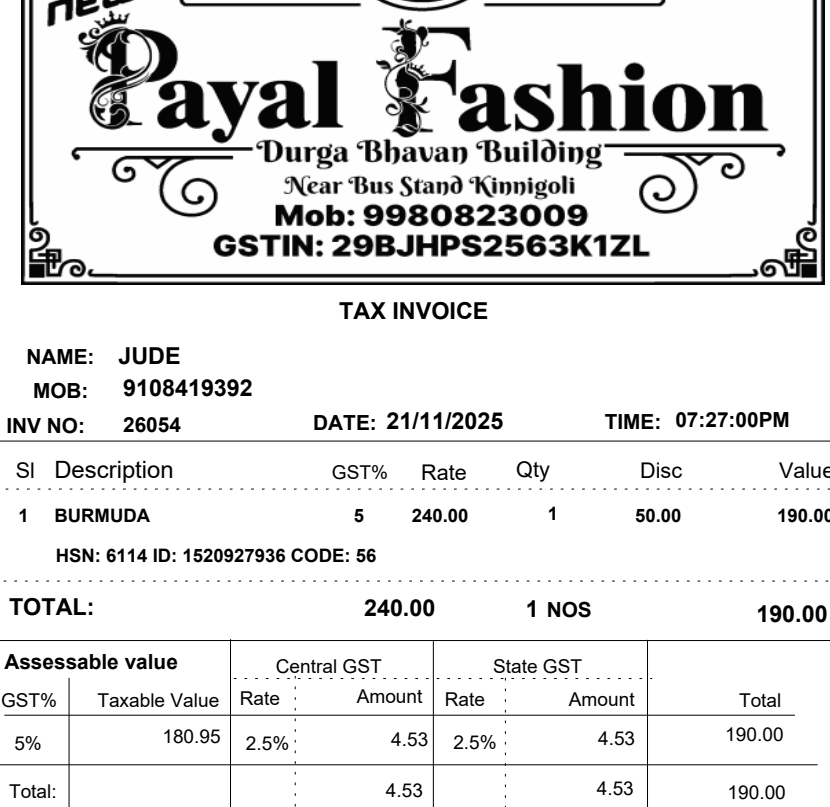 new
Payal Fashion
Durga Bhavan Building
Near Bus Stand Kinnigoli
Mob: 9980823009
GSTIN: 29BJHPS2563K1ZL
TAX INVOICE
NAME: JUDE
MOB: 9108419392
INV NO: 26054 DATE: 21/11/2025 TIME: 07:27:00PM
Sl Description GST% Rate Qty Disc Value
1 BURMUDA 5 240.00 1 50.00 190.00
HSN: 6114 ID: 1520927936 CODE: 56
TOTAL: 240.00 1 NOS 190.00
Assessable value Central GST State GST
GST% Taxable Value Rate Amount Rate Amount Total
5% 180.95 2.5% 4.53 2.5% 4.53 190.00
Total: 4.53 4.53 190.00